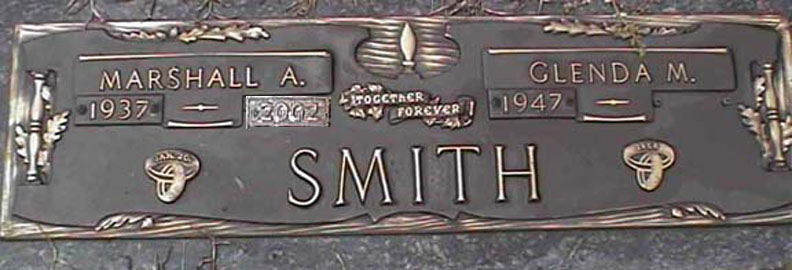 MARSHALL A.
1937 2002
TOGETHER
FOREVER
GLENDA M.
1947
SMITH